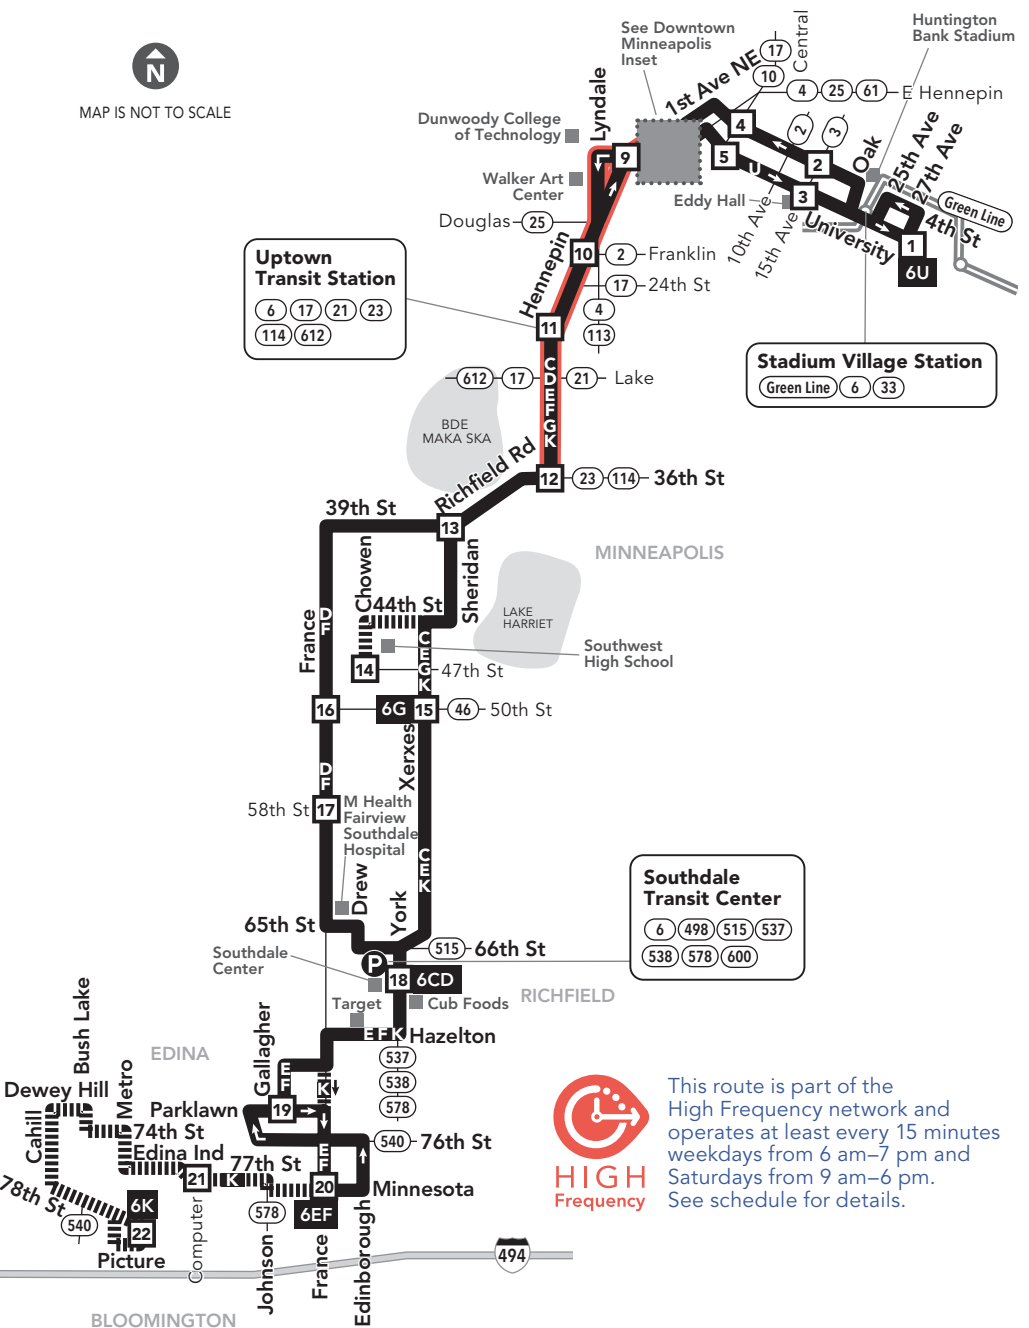 N
MAP IS NOT TO SCALE
See Downtown
Minneapolis
Inset
Huntington
Bank Stadium
Central
17
10
1st Ave NE
4
25
61
E Hennepin
Dunwoody College
of Technology
Lyndale
Walker Art
Center
9
4
5
2
3
2
3
U
Oak
25th Ave
27th Ave
Eddy Hall
10th Ave
15th Ave
University
4th St
Green Line
1
6U
Douglas
25
Hennepin
10
2
Franklin
17
24th St
4
113
11
Uptown
Transit Station
6
17
21
23
114
612
Stadium Village Station
Green Line
6
33
C
D
E
F
G
K
612
17
21
Lake
BDE
MAKA SKA
Richfield Rd
12
23
114
36th St
39th St
13
MINNEAPOLIS
Chowen
Sheridan
44th St
LAKE
HARRIET
D
F
France
C
E
G
K
Southwest
High School
14
47th St
16
6G
15
46
50th St
Xerxes
D
F
58th St
17
M Health
Fairview
Southdale
Hospital
C
E
K
Drew
York
65th St
515
66th St
Southdale
Center
P
18
6CD
Southdale
Transit Center
6
498
515
537
538
578
600
Target
Cub Foods
RICHFIELD
E F K
Hazelton
537
538
578
EDINA
Gallagher
E
F
K
Bush Lake
Metro
Dewey Hill
Cahill
Parklawn
19
74th St
Edina Ind
540
76th St
77th St
E
F
21
K
20
Minnesota
78th St
540
6K
22
Picture
Computer
578
6EF
Johnson
France
Edinborough
494
BLOOMINGTON
HIGH
Frequency
This route is part of the
High Frequency network and
operates at least every 15 minutes
weekdays from 6 am–7 pm and
Saturdays from 9 am–6 pm.
See schedule for details.